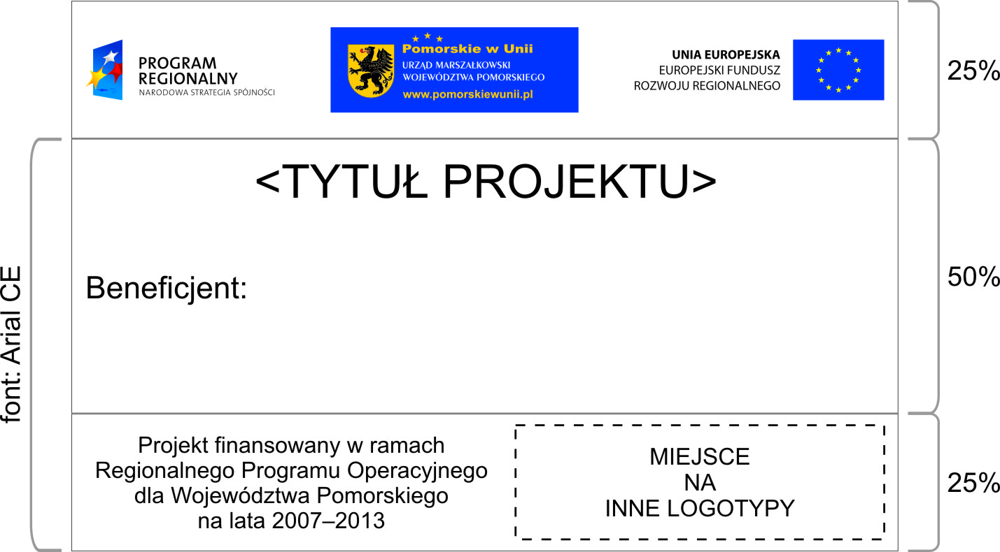 PROGRAM
REGIONALNY
NARODOWA STRATEGIA SPÓJNOŚCI
Pomorskie w Unii
URZĄD MARSZAŁKOWSKI
WOJEWÓDZTWA POMORSKIEGO
www.pomorskiewunii.pl
UNIA EUROPEJSKA
EUROPEJSKI FUNDUSZ
ROZWOJU REGIONALNEGO
25%
<TYTUŁ PROJEKTU>
Beneficjent:
50%
font: Arial CE
Projekt finansowany w ramach
Regionalnego Programu Operacyjnego
dla Województwa Pomorskiego
na lata 2007–2013
MIEJSCE
NA
INNE LOGOTYPY
25%